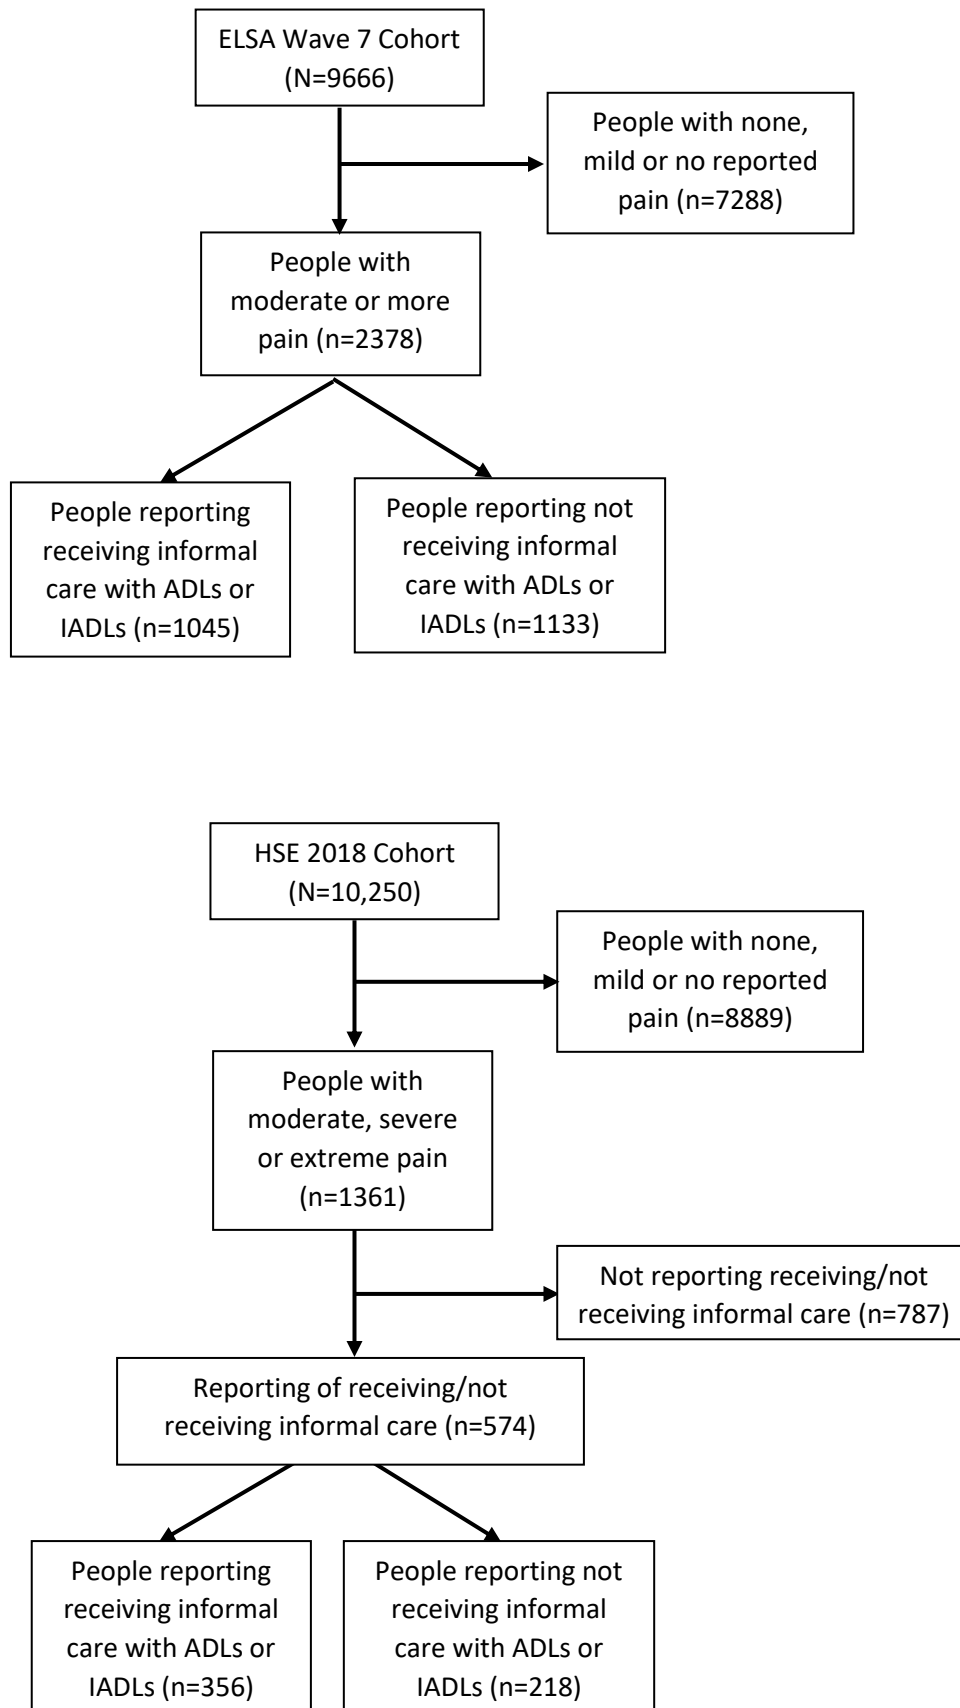 ELSA Wave 7 Cohort
(N=9666)
People with none,
mild or no reported
pain (n=7288)
People with
moderate or more
pain (n=2378)
People reporting
receiving informal
care with ADLs or
IADLs (n=1045)
People reporting not
receiving informal
care with ADLs or
IADLs (n=1133)
HSE 2018 Cohort
(N=10,250)
People with none,
mild or no reported
pain (n=8889)
People with
moderate, severe
or extreme pain
(n=1361)
Not reporting receiving/not
receiving informal care (n=787)
Reporting of receiving/not
receiving informal care (n=574)
People reporting
receiving informal
care with ADLs or
IADLs (n=356)
People reporting not
receiving informal
care with ADLs or
IADLs (n=218)